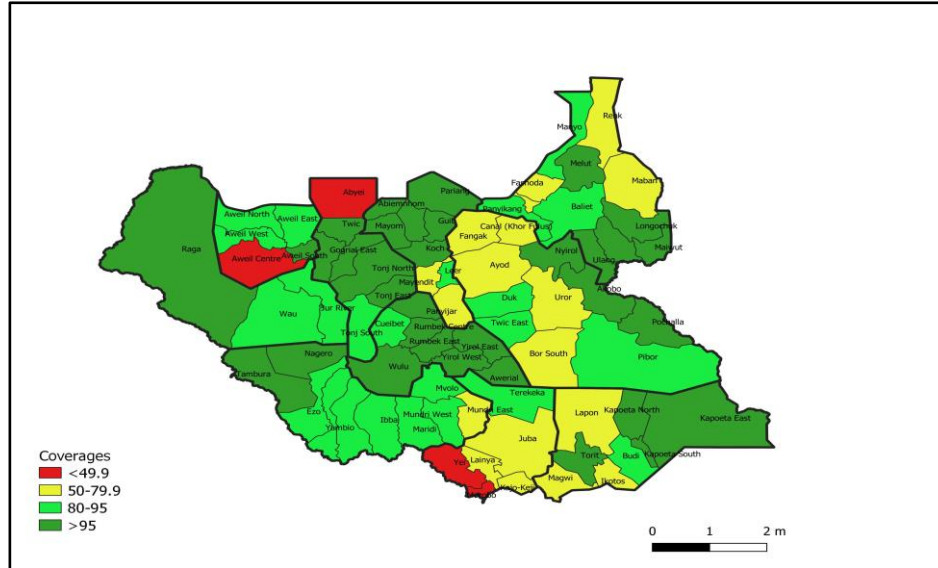 Renk
Manyo
Melut
Maban
Fashoda
Abyei
Pariang
Abiemnhom
Panyikang
Baliet
Aweil North
Aweil East
Twic
Mayom
Guit
Canal (Khor Fulus)
Longochuk
Aweil West
Fangak
Maiwut
Raga
Gogrial East
Koch
Nyirol
Ulang
Aweil Centre
Aweil South
Tonj North
Leer
Ayod
Mayendit
Akobo
Tonj East
Duk
Uror
Wau
Jur River
Panyijar
Pochalla
Cueibet
Rumbek Centre
Twic East
Tonj South
Rumbek East
Yirol East
Nagero
Yirol West
Bor South
Pibor
Tambura
Wulu
Awerial
Mvolo
Terekeka
Ezo
Ibba
Mundri West
Mundri East
Lapon
Kapoeta North
Kapoeta East
Yambio
Maridi
Juba
Torit
Budi
Kapoeta South
Yei
Lainya
Magwi
Ikotos
Kajo-Keji
Coverages
<49.9
50-79.9
80-95
>95
0 1 2 m